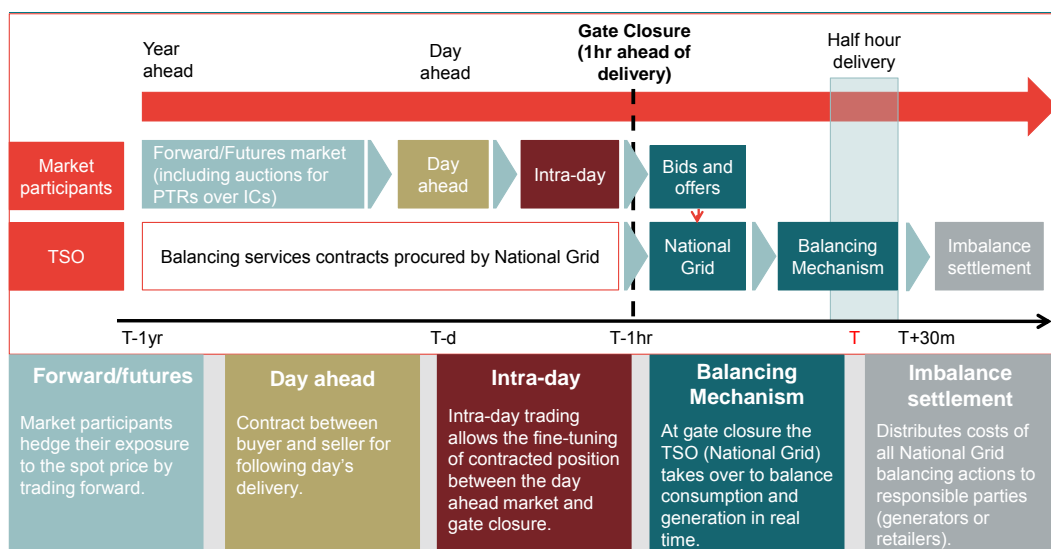 Year
ahead
Day
ahead
Gate Closure
(1hr ahead of
delivery)
Half hour
delivery
Market
participants
Forward/Futures market
(including auctions for
PTRs over ICs)
Day
ahead
Intra-day
Bids and
offers
TSO
Balancing services contracts procured by National Grid
National
Grid
Balancing
Mechanism
Imbalance
settlement
T-1yr
T-d
T-1hr
T
T+30m
Forward/futures
Market participants
hedge their exposure
to the spot price by
trading forward.
Day ahead
Contract between
buyer and seller for
following day's
delivery.
Intra-day
Intra-day trading
allows the fine-tuning
of contracted position
between the day
ahead market and
gate closure.
Balancing
Mechanism
At gate closure the
TSO (National Grid)
takes over to balance
consumption and
generation in real
time.
Imbalance
settlement
Distributes costs of
all National Grid
balancing actions to
responsible parties
(generators or
retailers).